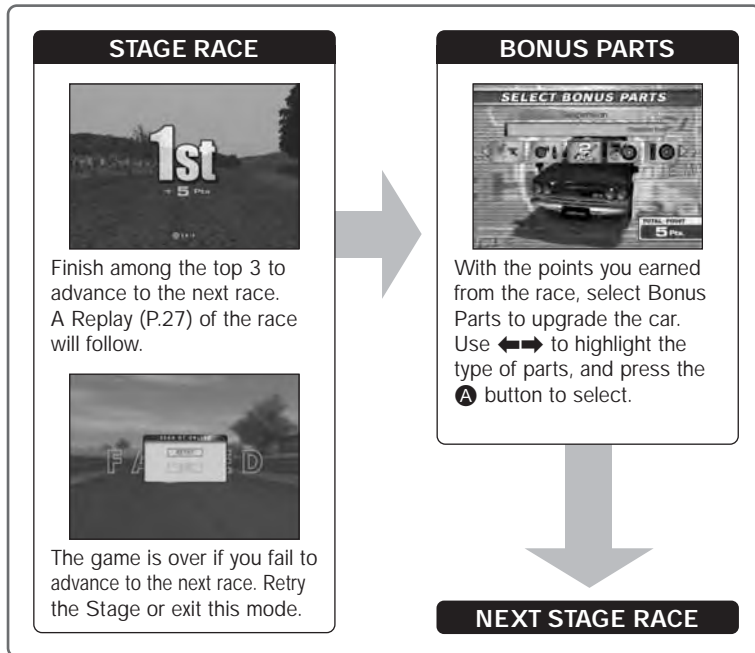 STAGE RACE
1st
+ 5 Pts.
Finish among the top 3 to
advance to the next race.
A Replay (P.27) of the race
will follow.
FAILED
SEGA GT ONLINE
RETRY
The game is over if you fail to
advance to the next race. Retry
the Stage or exit this mode.
BONUS PARTS
SELECT BONUS PARTS
Suspension
TOTAL POINT
5 Pts.
With the points you earned
from the race, select Bonus
Parts to upgrade the car.
Use ⬅➡ to highlight the
type of parts, and press the
Ⓐ button to select.
NEXT STAGE RACE